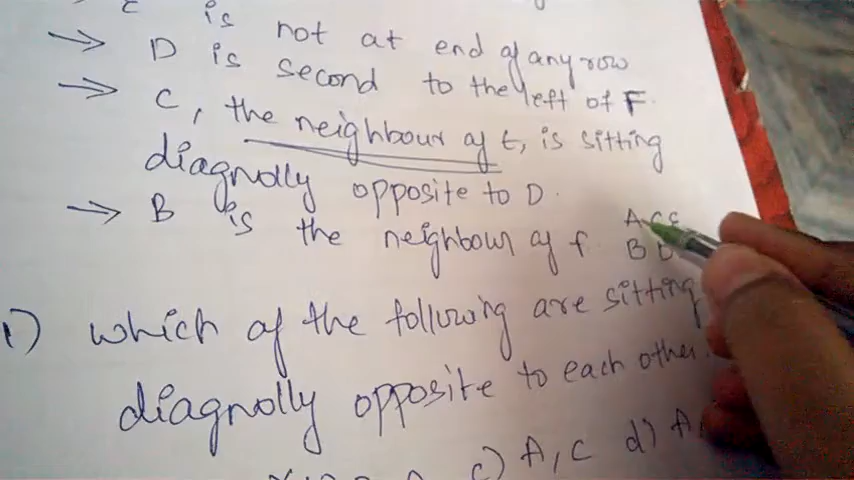 E is not at end of any row
→ D is second to the left of F.
→ C, the neighbour of E, is sitting
diagnolly opposite to D.
→ B is the neighbour of F.
A C E
B D
1) which of the following are sitting
diagnolly opposite to each other.
c) A, C d) A,